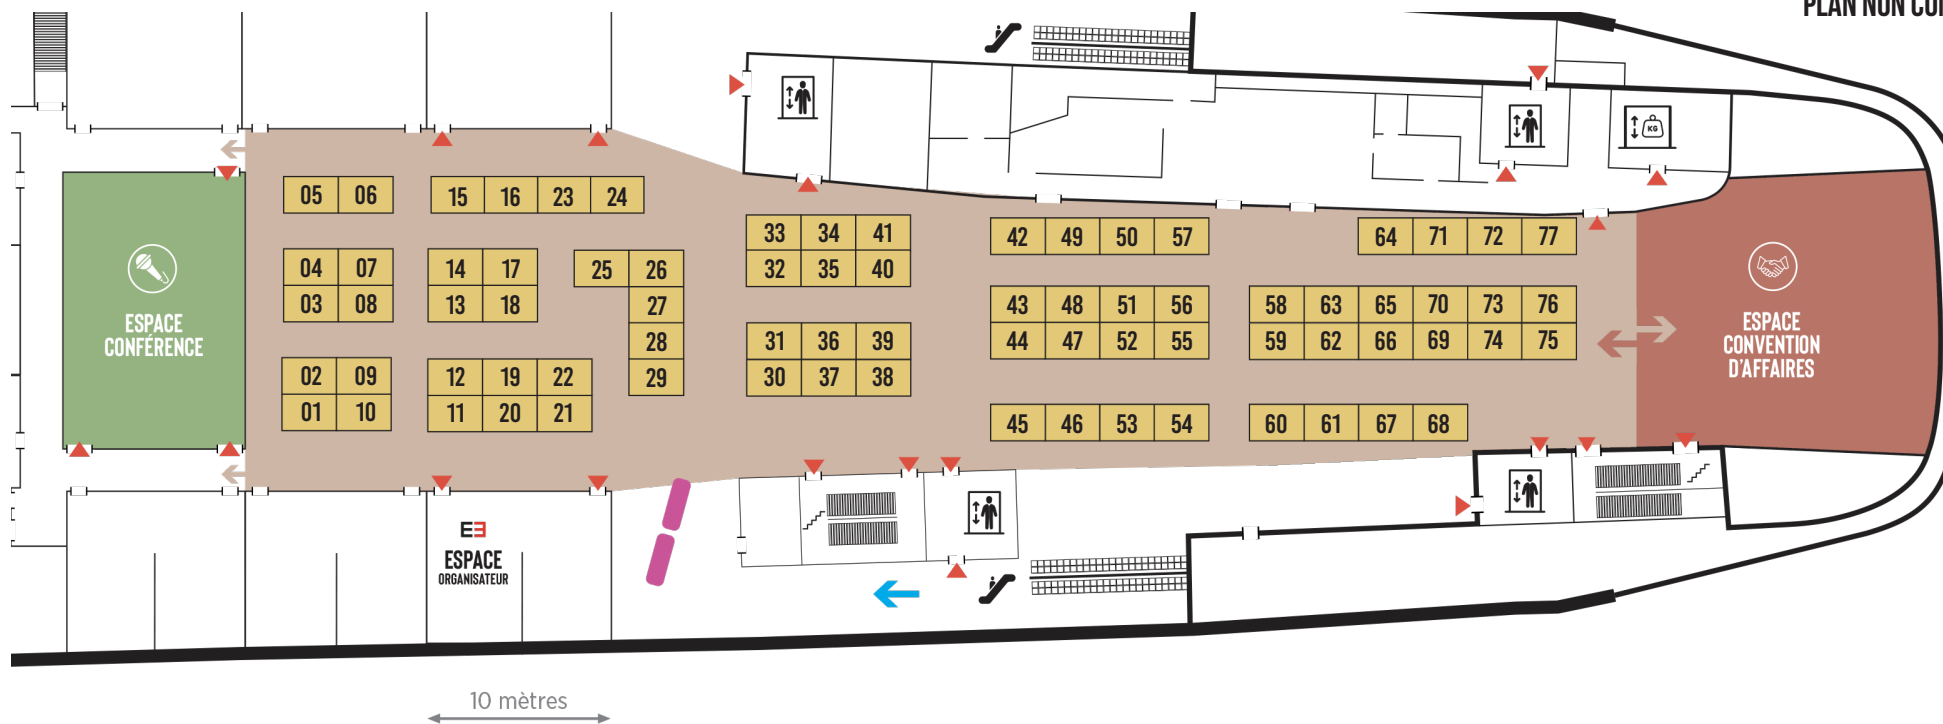 PLAN NON CO
KG
05 06 15 16 23 24
33 34 41
42 49 50 57
64 71 72 77
04 07 14 17 25 26
32 35 40
03 08 13 18 27
43 48 51 56
58 63 65 70 73 76
28
31 36 39
44 47 52 55
59 62 66 69 74 75
02 09 12 19 22 29
30 37 38
01 10 11 20 21
45 46 53 54
60 61 67 68
ESPACE
CONFÉRENCE
ESPACE
CONVENTION
D'AFFAIRES
EE
ESPACE
ORGANISATEUR
10 mètres